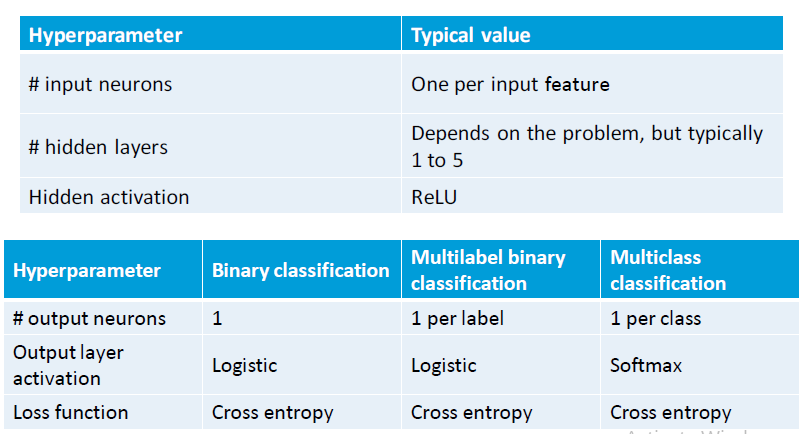 Hyperparameter Typical value
# input neurons One per input feature
# hidden layers Depends on the problem, but typically
1 to 5
Hidden activation ReLU
Hyperparameter Binary classification Multilabel binary
classification Multiclass
classification
# output neurons 1 1 per label 1 per class
Output layer
activation Logistic Logistic Softmax
Loss function Cross entropy Cross entropy Cross entropy